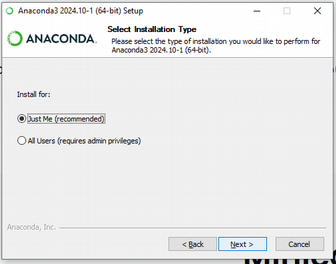 Anaconda3 2024.10-1 (64-bit) Setup
ANACONDA.
Select Installation Type
Please select the type of installation you would like to perform for
Anaconda3 2024.10-1 (64-bit).
Install for:
Just Me (recommended)
All Users (requires admin privileges)
Anaconda, Inc.
< Back
Next >
Cancel